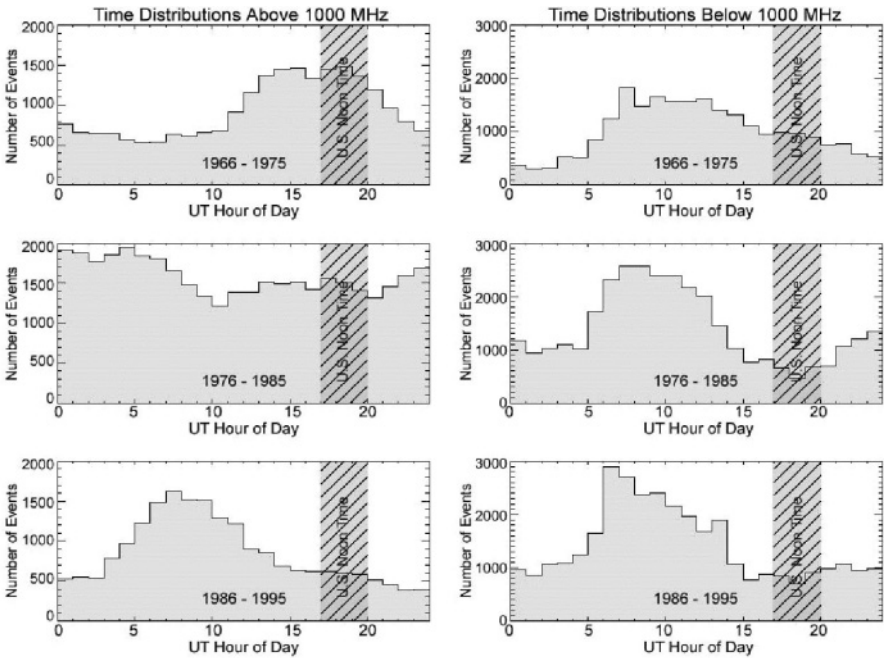 Time Distributions Above 1000 MHz
2000
1500
1000
500
0
Number of Events
U.S. Noon Time
1966 - 1975
0 5 10 15 20
UT Hour of Day
Time Distributions Below 1000 MHz
3000
2000
1000
0
Number of Events
U.S. Noon Time
1966 - 1975
0 5 10 15 20
UT Hour of Day
2000
1500
1000
500
0
Number of Events
U.S. Noon Time
1976 - 1985
0 5 10 15 20
UT Hour of Day
3000
2000
1000
0
Number of Events
U.S. Noon Time
1976 - 1985
0 5 10 15 20
UT Hour of Day
2000
1500
1000
500
0
Number of Events
U.S. Noon Time
1986 - 1995
0 5 10 15 20
UT Hour of Day
3000
2000
1000
0
Number of Events
U.S. Noon Time
1986 - 1995
0 5 10 15 20
UT Hour of Day